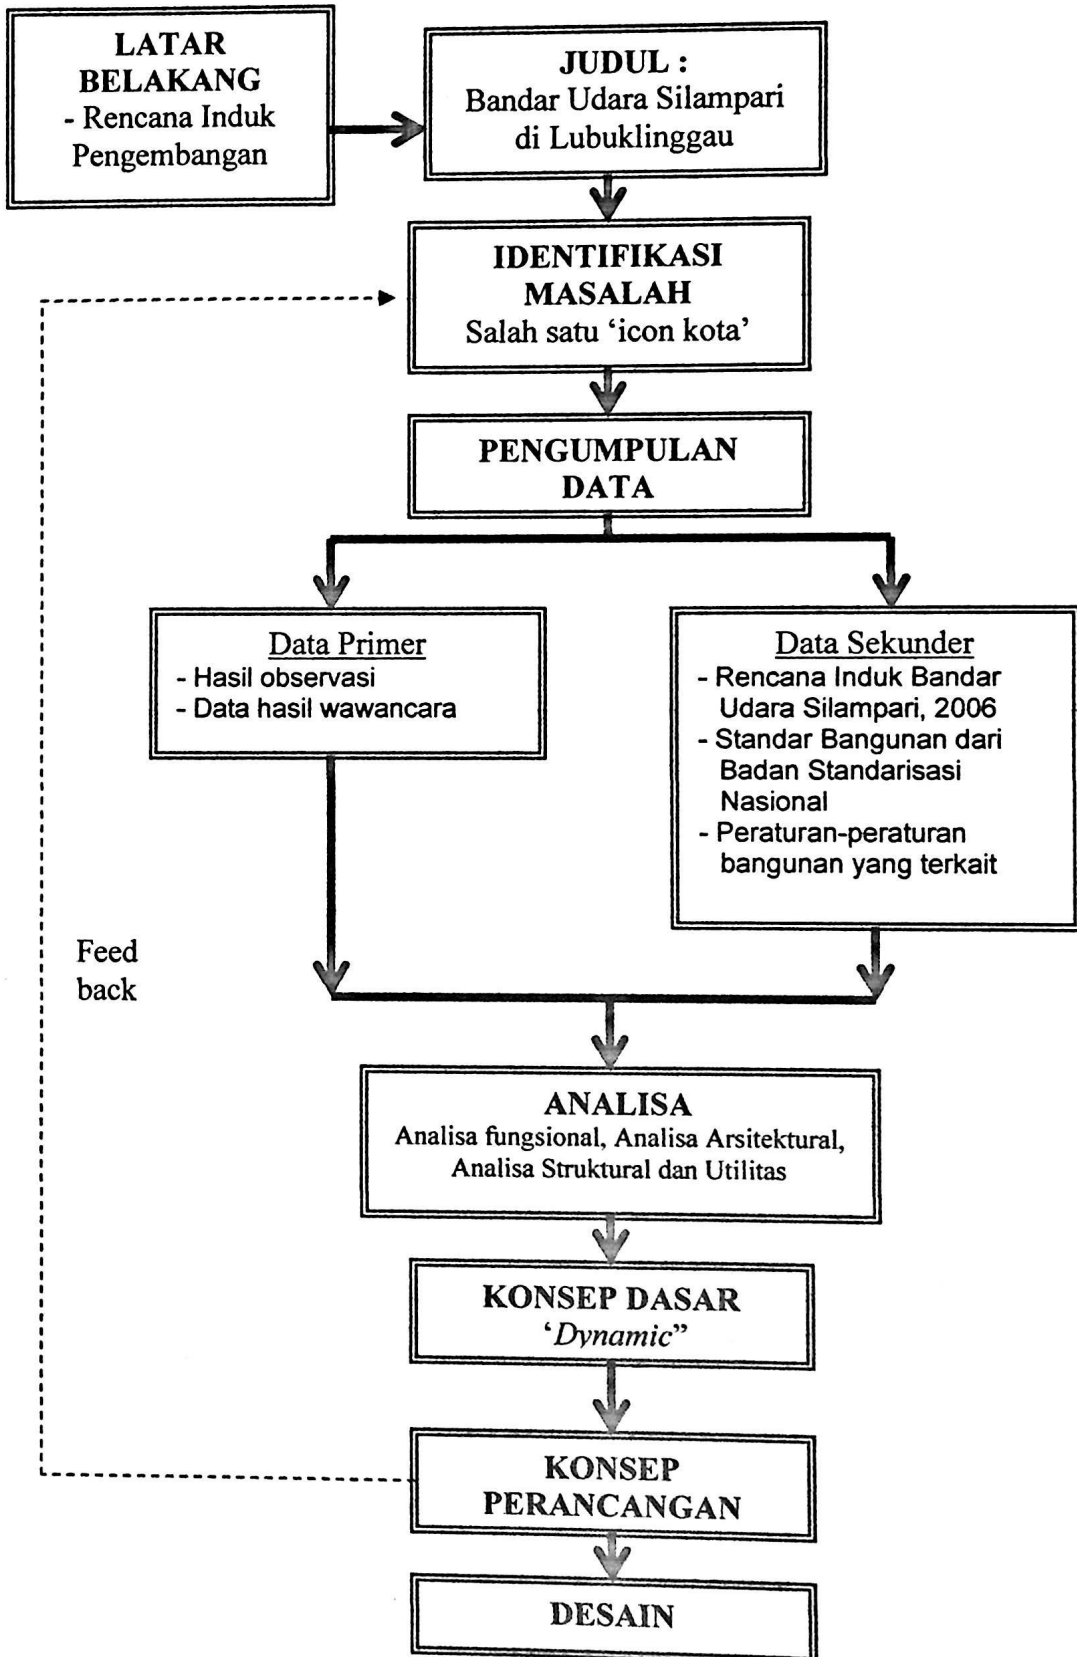 LATAR
BELAKANG
- Rencana Induk
Pengembangan
JUDUL :
Bandar Udara Silampari
di Lubuklinggau
IDENTIFIKASI
MASALAH
Salah satu ‘icon kota’
PENGUMPULAN
DATA
Data Primer
- Hasil observasi
- Data hasil wawancara
Data Sekunder
- Rencana Induk Bandar
Udara Silampari, 2006
- Standar Bangunan dari
Badan Standarisasi
Nasional
- Peraturan-peraturan
bangunan yang terkait
Feed
back
ANALISA
Analisa fungsional, Analisa Arsitektural,
Analisa Struktural dan Utilitas
KONSEP DASAR
‘Dynamic”
KONSEP
PERANCANGAN
DESAIN